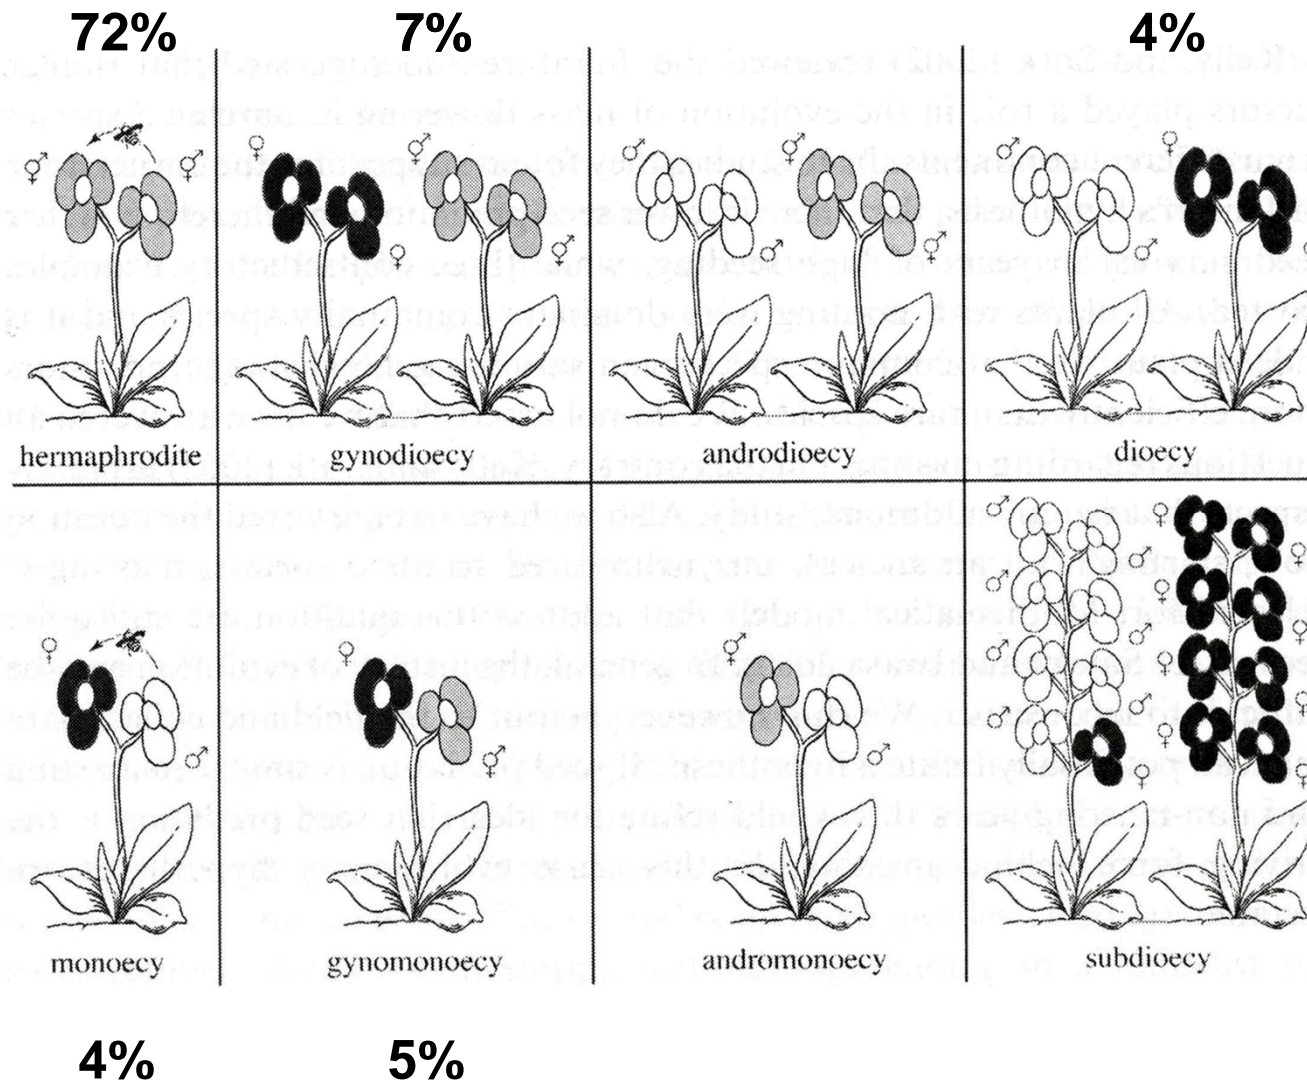 72% 7% 4%
hermaphrodite gynodioecy androdioecy dioecy
monoecy gynomonoecy andromonoecy subdioecy
4% 5%